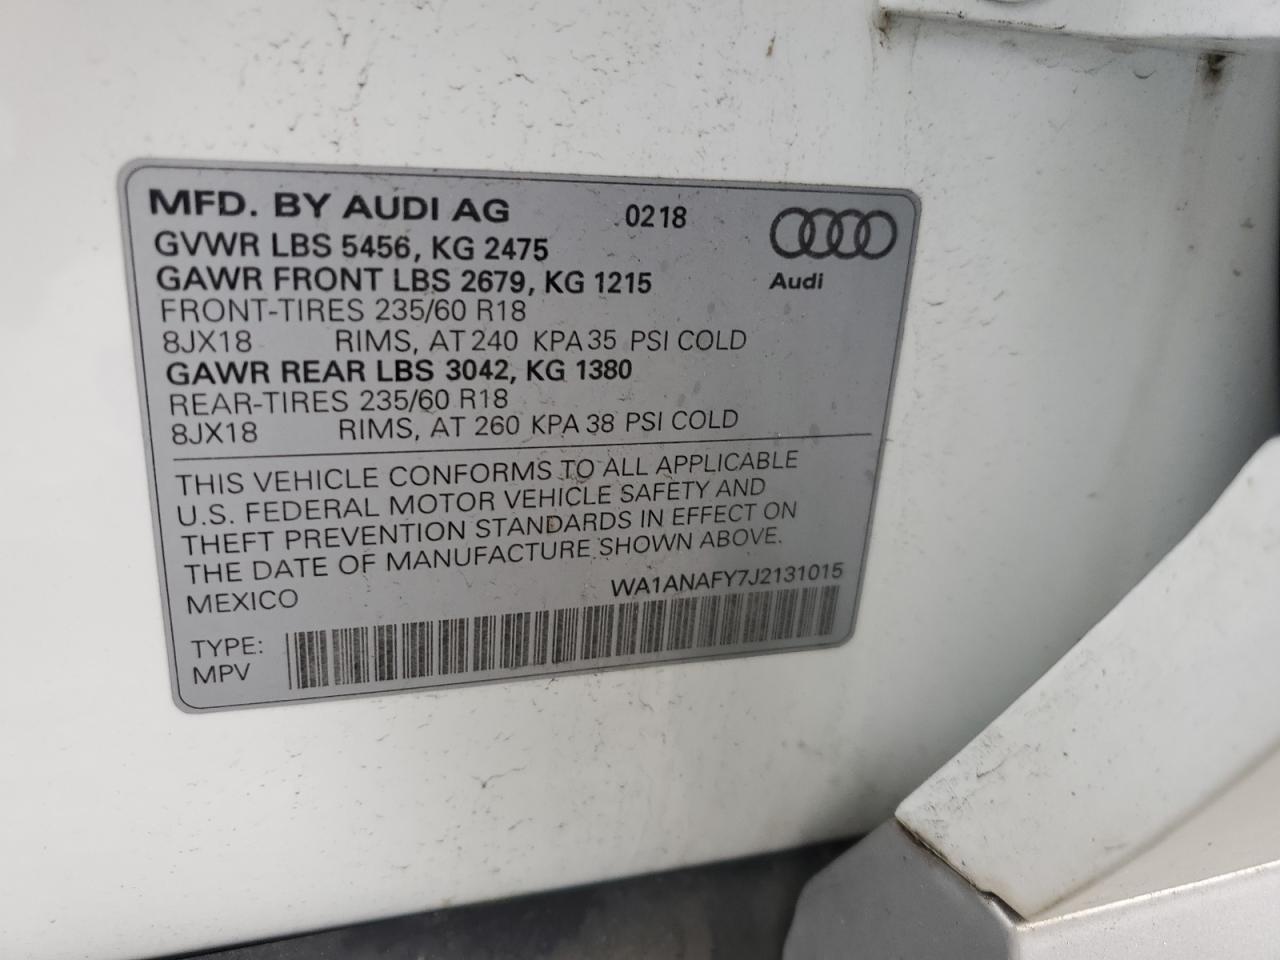 MFD. BY AUDI AG 0218
GVWR LBS 5456, KG 2475
GAWR FRONT LBS 2679, KG 1215
Audi
FRONT-TIRES 235/60 R18
8JX18 RIMS, AT 240 KPA 35 PSI COLD
GAWR REAR LBS 3042, KG 1380
REAR-TIRES 235/60 R18
8JX18 RIMS, AT 260 KPA 38 PSI COLD
THIS VEHICLE CONFORMS TO ALL APPLICABLE
U.S. FEDERAL MOTOR VEHICLE SAFETY AND
THEFT PREVENTION STANDARDS IN EFFECT ON
THE DATE OF MANUFACTURE SHOWN ABOVE.
MEXICO WA1ANAFY7J2131015
TYPE:
MPV